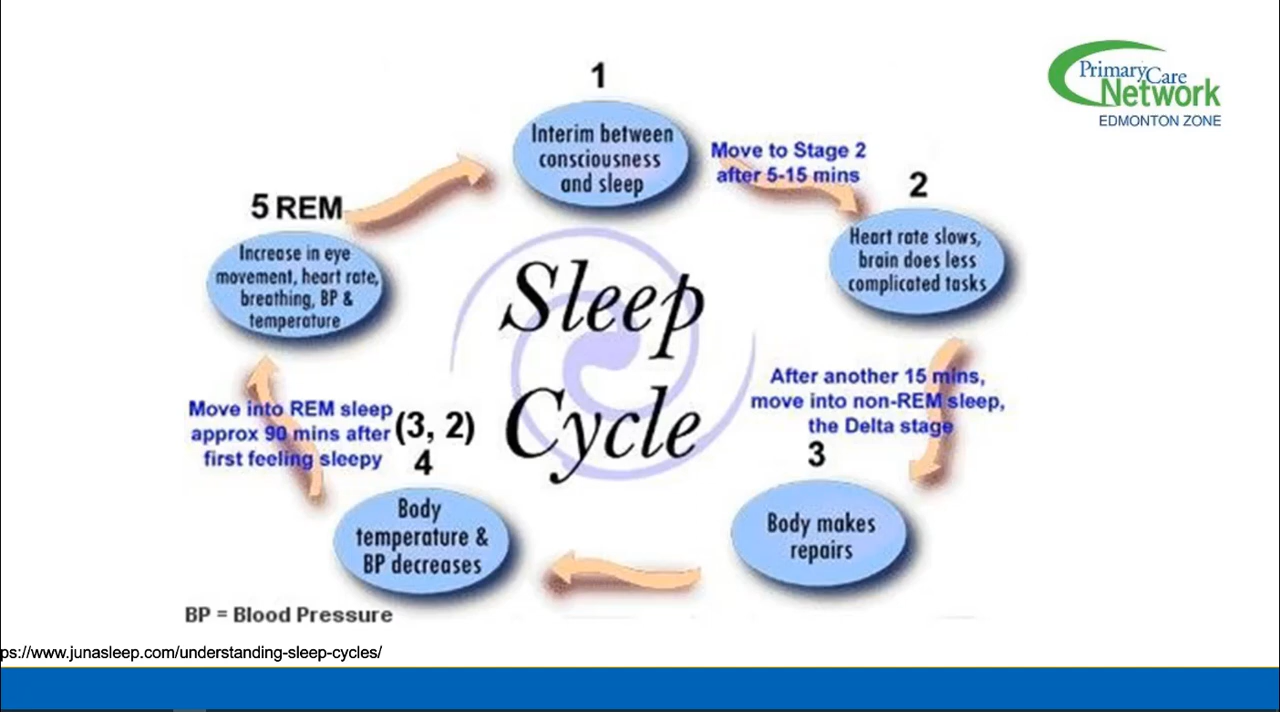 PrimaryCare
Network
EDMONTON ZONE
1
Interim between
consciousness
and sleep
Move to Stage 2
after 5-15 mins
2
Heart rate slows,
brain does less
complicated tasks
After another 15 mins,
move into non-REM sleep,
the Delta stage
3
Body makes
repairs
(3, 2)
4
Body
temperature &
BP decreases
Move into REM sleep
approx 90 mins after
first feeling sleepy
5 REM
Increase in eye
movement, heart rate,
breathing, BP &
temperature
Sleep
Cycle
BP = Blood Pressure
ps://www.junasleep.com/understanding-sleep-cycles/